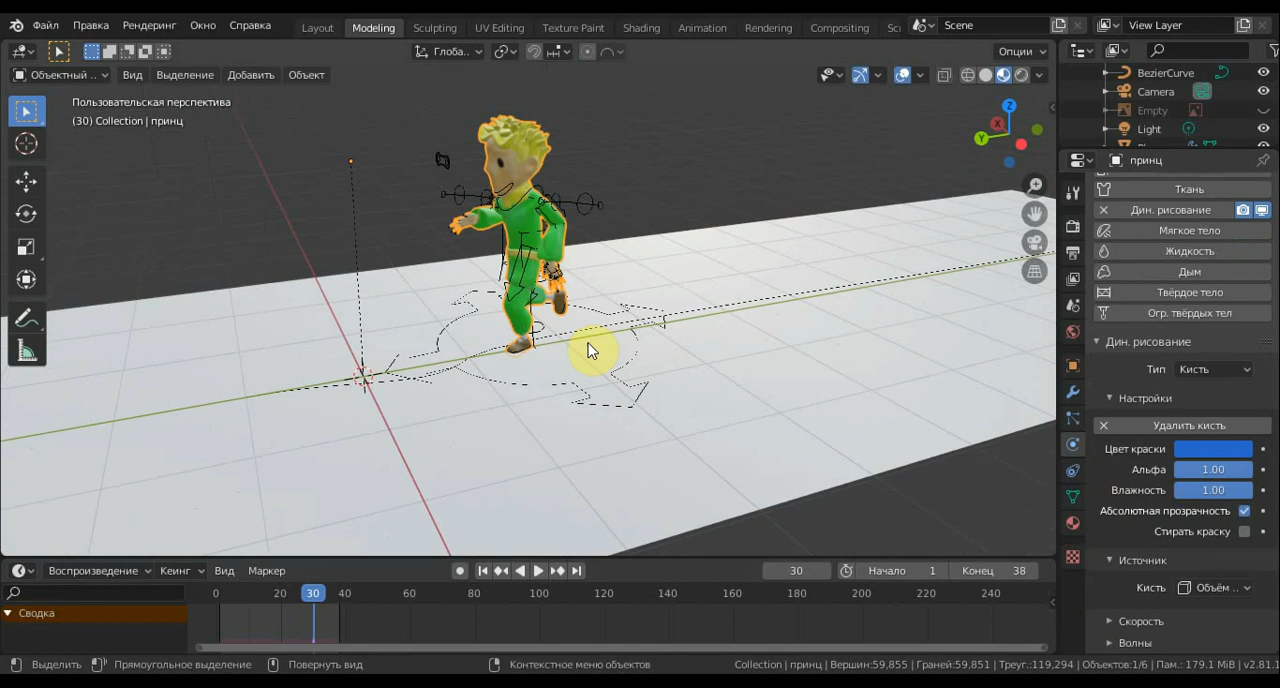 Файл Правка Рендеринг Окно Справка Layout Modeling Sculpting UV Editing Texture Paint Shading Animation Rendering Compositing Sc Scene View Layer
Глоба.. Опции
Объектный .. Вид Выделение Добавить Объект
Пользовательская перспектива
(30) Collection | принц
Z
X
Y
BezierCurve
Camera
Empty
Light
принц
Ткань
Дин. рисование
Мягкое тело
Жидкость
Дым
Твёрдое тело
Огр. твёрдых тел
Дин. рисование
Тип Кисть
Настройки
Удалить кисть
Цвет краски
Альфа 1.00
Влажность 1.00
Абсолютная прозрачность
Стирать краску
Источник
Кисть Объём ..
Скорость
Волны
Воспроизведение Кеинг Вид Маркер 30 Начало 1 Конец 38
0 20 30 40 60 80 100 120 140 160 180 200 220 240
Сводка
Выделить Прямоугольное выделение Повернуть вид Контекстное меню объектов Collection | принц | Вершин:59,855 | Граней:59,851 | Треуг.:119,294 | Объектов:1/6 | Пам.: 179.1 MiB | v2.81.1